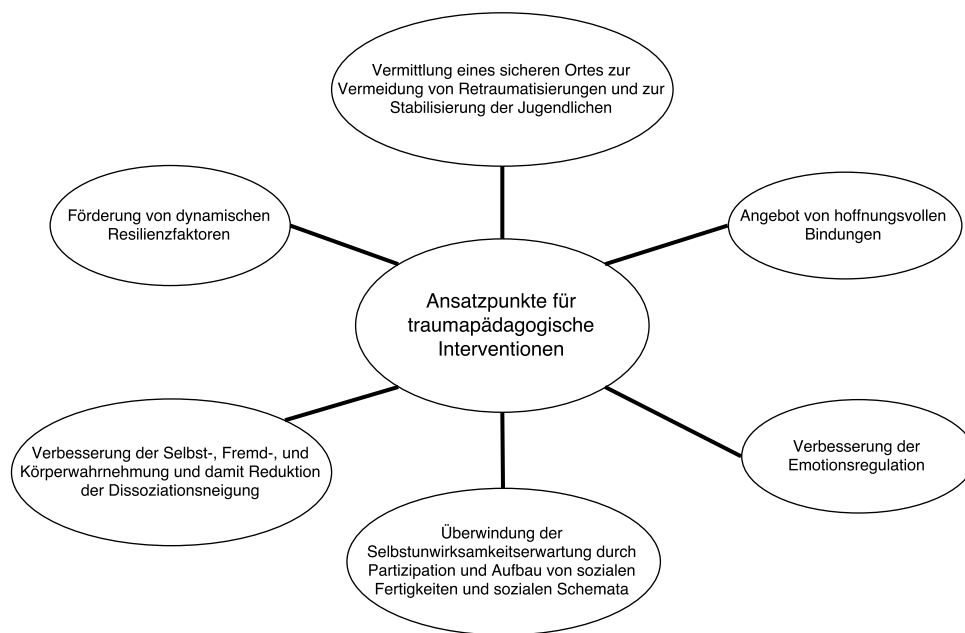 Vermittlung eines sicheren Ortes zur
Vermeidung von Retraumatisierungen und zur
Stabilisierung der Jugendlichen
Förderung von dynamischen
Resilienzfaktoren
Angebot von hoffnungsvollen
Bindungen
Ansatzpunkte für
traumapädagogische
Interventionen
Verbesserung der Selbst-, Fremd-, und
Körperwahrnehmung und damit Reduktion
der Dissoziationsneigung
Verbesserung der
Emotionsregulation
Überwindung der
Selbstunwirksamkeitserwartung durch
Partizipation und Aufbau von sozialen
Fertigkeiten und sozialen Schemata